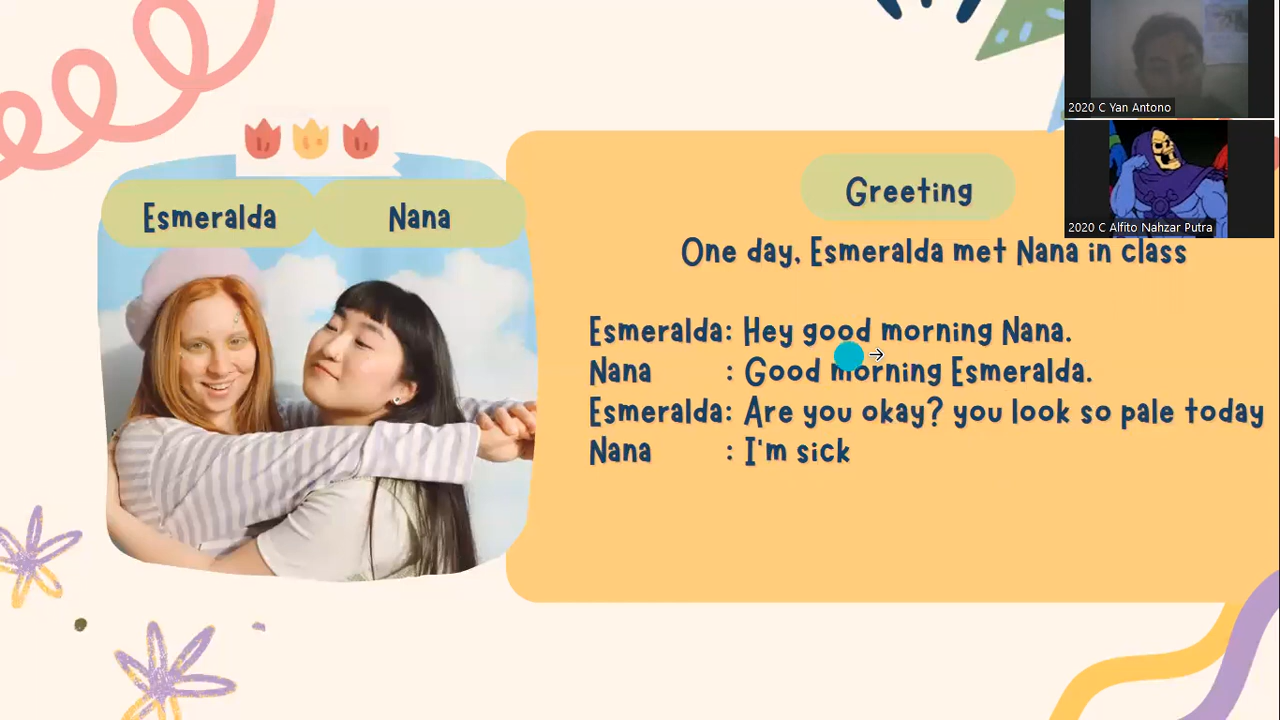 Esmeralda
Nana
Greeting
One day, Esmeralda met Nana in class
Esmeralda: Hey good morning Nana.
Nana : Good morning Esmeralda.
Esmeralda: Are you okay? you look so pale today
Nana : I'm sick
2020 C Yan Antono
2020 C Alfito Nahzar Putra